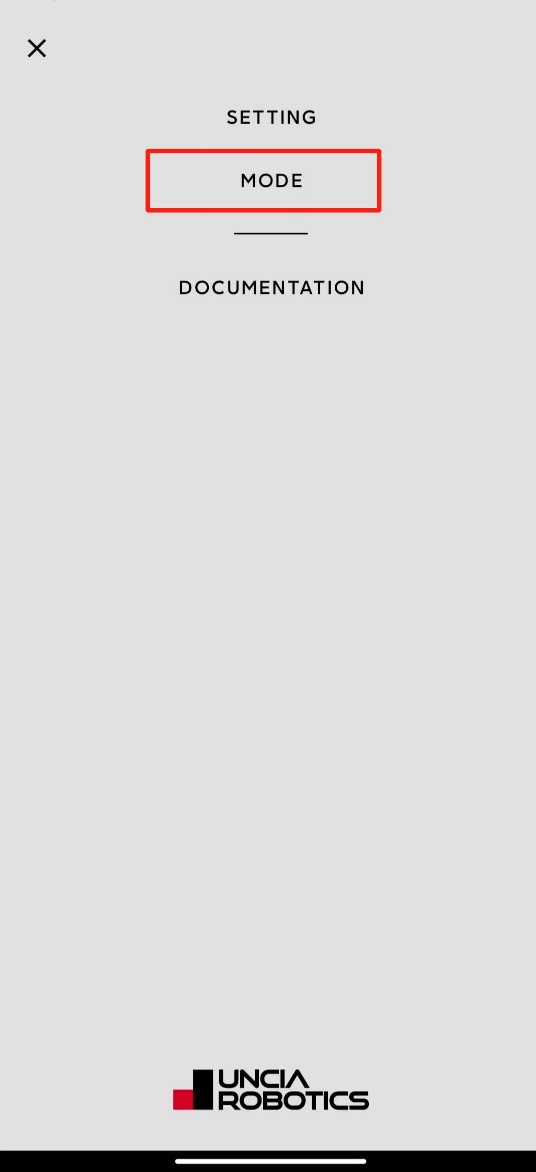 SETTING
MODE
DOCUMENTATION
UNCIA
ROBOTICS